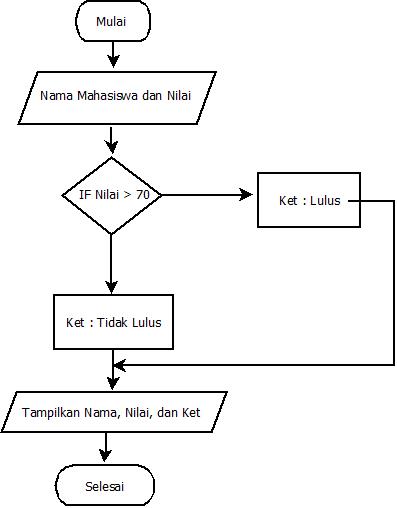 Mulai
Nama Mahasiswa dan Nilai
IF Nilai > 70
Ket : Lulus
Ket : Tidak Lulus
Tampilkan Nama, Nilai, dan Ket
Selesai